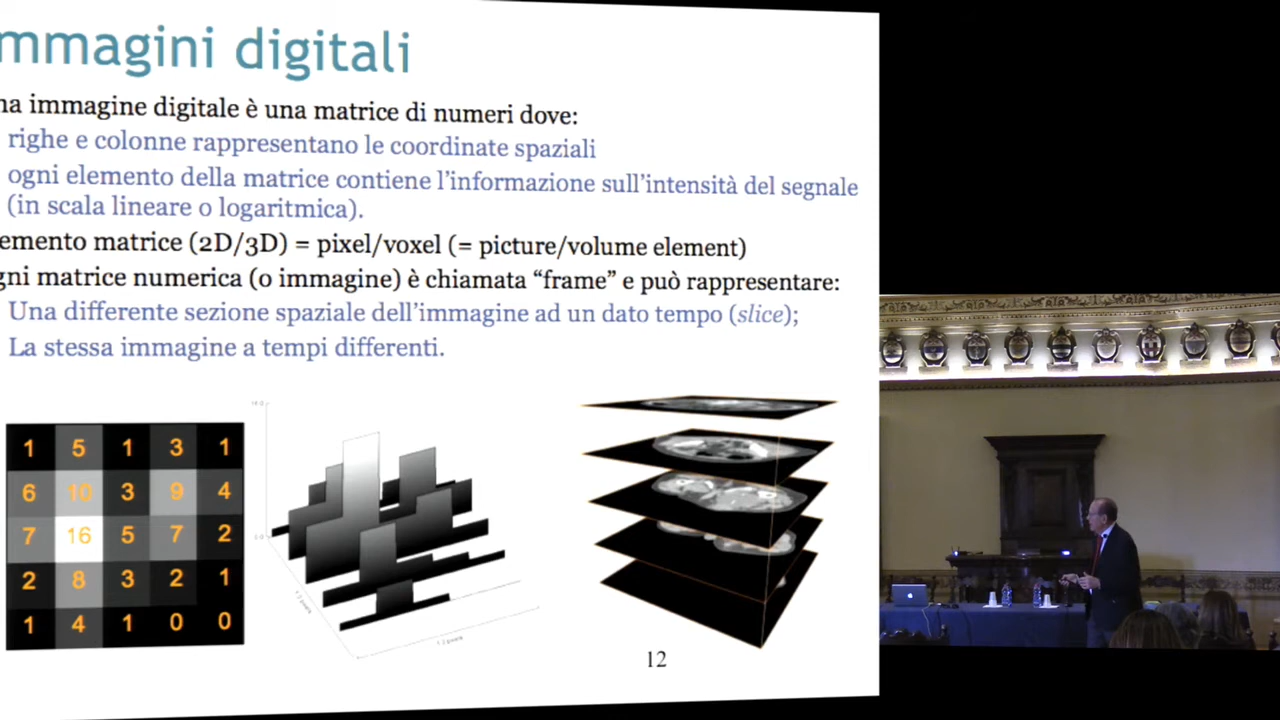 mmagini digitali
na immagine digitale è una matrice di numeri dove:
righe e colonne rappresentano le coordinate spaziali
ogni elemento della matrice contiene l'informazione sull'intensità del segnale
(in scala lineare o logaritmica).
emento matrice (2D/3D) = pixel/voxel (= picture/volume element)
gni matrice numerica (o immagine) è chiamata “frame” e può rappresentare:
Una differente sezione spaziale dell'immagine ad un dato tempo (slice);
La stessa immagine a tempi differenti.
1 5 1 3 1
6 10 3 9 4
7 16 5 7 2
2 8 3 2 1
1 4 1 0 0
12